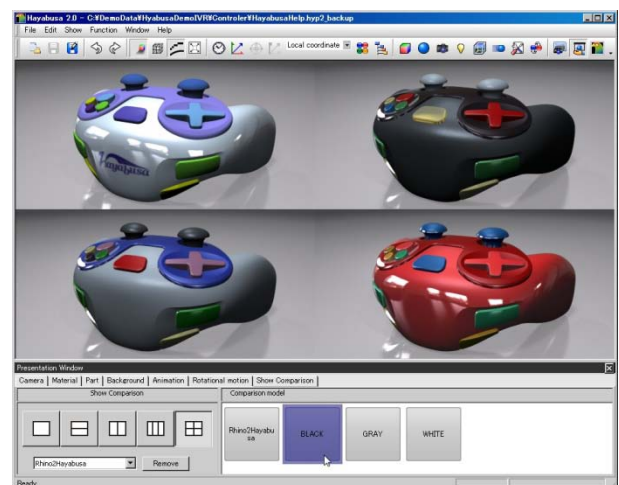 Hayabusa 2.0 - C:¥DemoData¥HyabusaDemoIVR¥Controler¥HayabusaHelp.hyp2_backup
File Edit Show Function Window Help
Local coordinate
Hayabusa
Presentation Window
Camera | Material | Part | Background | Animation | Rotational motion | Show Comparison |
Show Comparison
Comparison model
Rhino2Hayabu
sa
BLACK
GRAY
WHITE
Rhino2Hayabusa
Remove
Ready